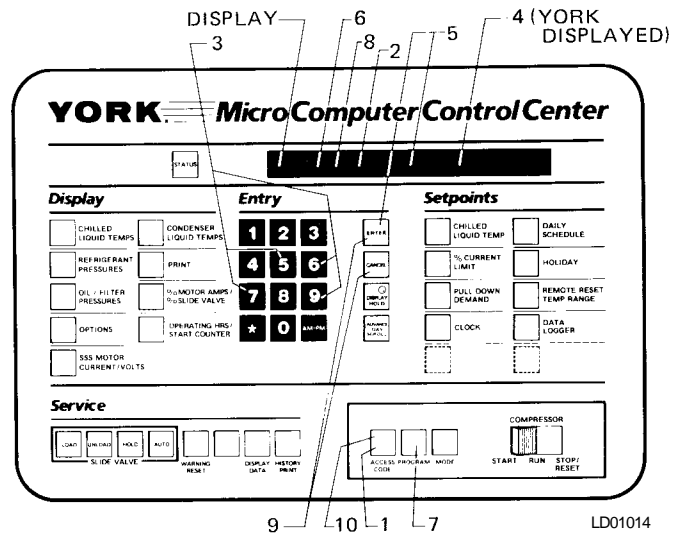 DISPLAY 6 8 2 5 4 (YORK DISPLAYED)
3
YORK MicroComputer Control Center
STATUS
Display
CHILLED LIQUID TEMPS
CONDENSER LIQUID TEMPS
REFRIGERANT PRESSURES
PRINT
OIL / FILTER PRESSURES
% MOTOR AMPS / % SLIDE VALVE
OPTIONS
OPERATING HRS / START COUNTER
SSS MOTOR CURRENT/VOLTS
Entry
1 2 3
4 5 6
7 8 9
* 0 AM/PM
ENTER
CANCEL
DISPLAY HOLD
ADVANCE DAY SCROLL
Setpoints
CHILLED LIQUID TEMP
DAILY SCHEDULE
% CURRENT LIMIT
HOLIDAY
PULL DOWN DEMAND
REMOTE RESET TEMP RANGE
CLOCK
DATA LOGGER
Service
LOAD UNLOAD HOLD AUTO
SLIDE VALVE
WARNING RESET
DISPLAY DATA
HISTORY PRINT
ACCESS CODE
PROGRAM
MODE
COMPRESSOR
START RUN STOP/ RESET
9 10 1 7
LD01014